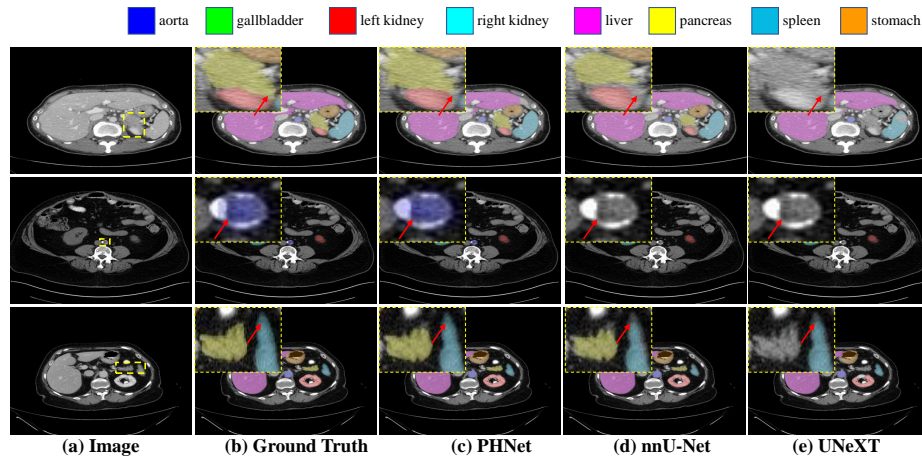 aorta gallbladder left kidney right kidney liver pancreas spleen stomach
(a) Image (b) Ground Truth (c) PHNet (d) nnU-Net (e) UNeXT